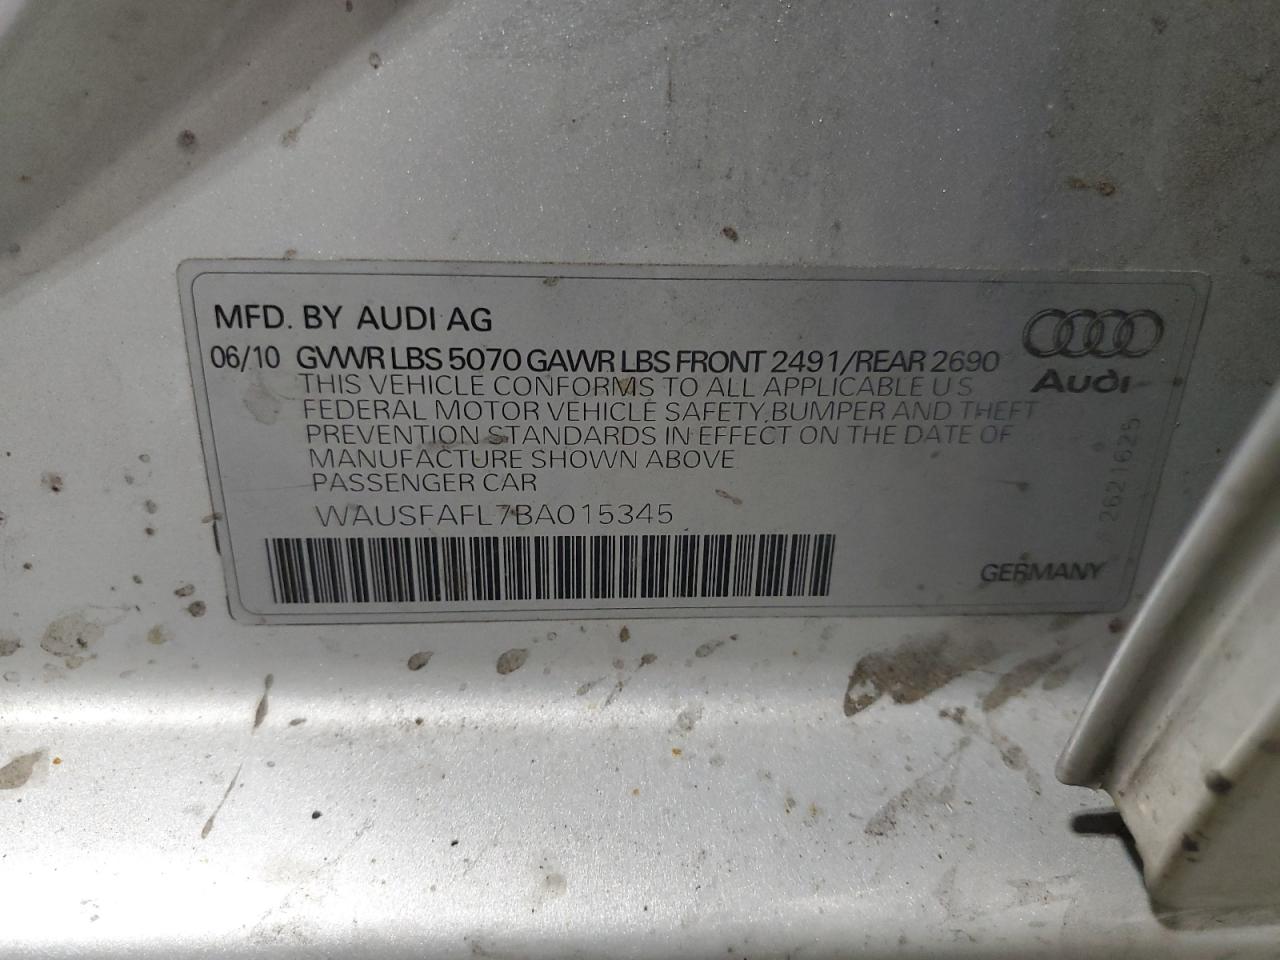 MFD. BY AUDI AG
06/10 GVWR LBS 5070 GAWR LBS FRONT 2491/REAR 2690
THIS VEHICLE CONFORMS TO ALL APPLICABLE U S
FEDERAL MOTOR VEHICLE SAFETY,BUMPER AND THEFT
PREVENTION STANDARDS IN EFFECT ON THE DATE OF
MANUFACTURE SHOWN ABOVE
PASSENGER CAR
WAUSFAFL7BA015345
Audi
2621625
GERMANY